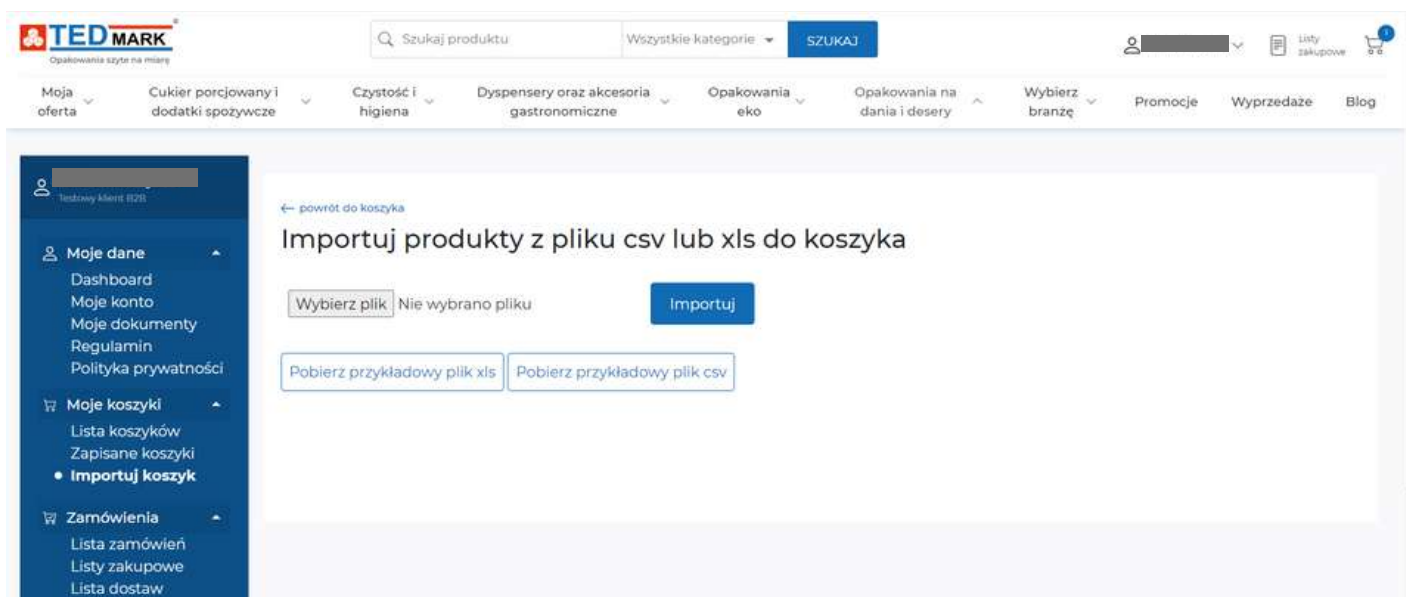 TEDMARK®
Opakowania szyte na miarę
Szukaj produktu
Wszystkie kategorie
SZUKAJ
Listy
zakupowe
1
Moja
oferta
Cukier porcjowany i
dodatki spożywcze
Czystość i
higiena
Dyspensery oraz akcesoria
gastronomiczne
Opakowania
eko
Opakowania na
dania i desery
Wybierz
branżę
Promocje
Wyprzedaże
Blog
Testowy klient B2B
Moje dane
Dashboard
Moje konto
Moje dokumenty
Regulamin
Polityka prywatności
Moje koszyki
Lista koszyków
Zapisane koszyki
Importuj koszyk
Zamówienia
Lista zamówień
Listy zakupowe
Lista dostaw
← powrót do koszyka
Importuj produkty z pliku csv lub xls do koszyka
Wybierz plik Nie wybrano pliku
Importuj
Pobierz przykładowy plik xls
Pobierz przykładowy plik csv